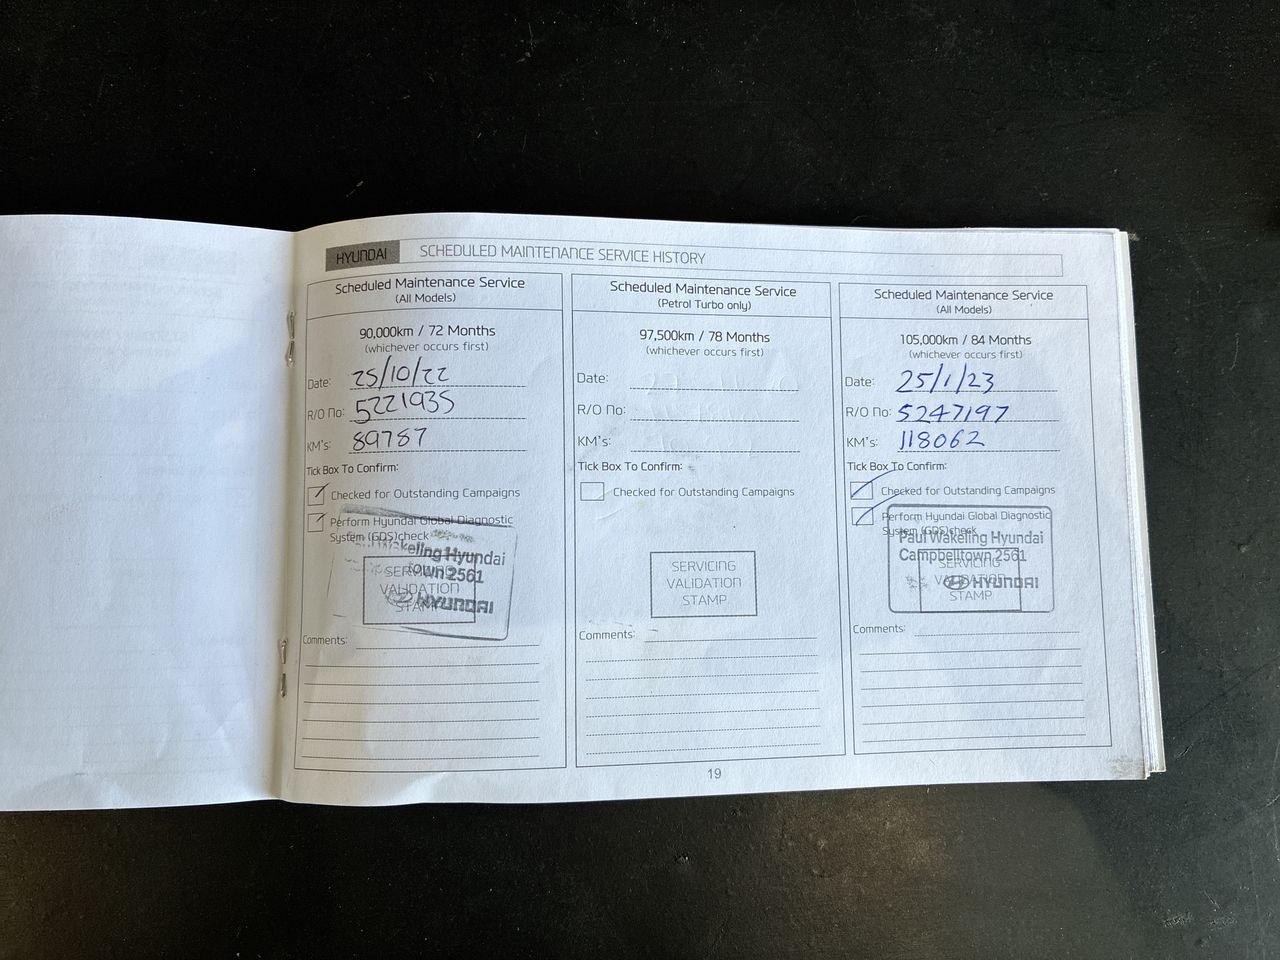 HYUNDAI SCHEDULED MAINTENANCE SERVICE HISTORY
Scheduled Maintenance Service
(All Models)
90,000km / 72 Months
(whichever occurs first)
Date: 25/10/22
R/O No: 5221935
KM's: 89787
Tick Box To Confirm:
Checked for Outstanding Campaigns
Perform Hyundai Global Diagnostic
System (GDS)check
Wakeling Hyundai
town 2561
HYUNDAI
SERVICING
VALIDATION
STAMP
Comments:
Scheduled Maintenance Service
(Petrol Turbo only)
97,500km / 78 Months
(whichever occurs first)
Date:
R/O No:
KM's:
Tick Box To Confirm:
Checked for Outstanding Campaigns
SERVICING
VALIDATION
STAMP
Comments:
Scheduled Maintenance Service
(All Models)
105,000km / 84 Months
(whichever occurs first)
Date: 25/1/23
R/O No: 5247197
KM's: 118062
Tick Box To Confirm:
Checked for Outstanding Campaigns
Perform Hyundai Global Diagnostic
System (GDS)check
Paul Wakeling Hyundai
Campbelltown 2561
HYUNDAI
SERVICING
VALIDATION
STAMP
Comments:
19